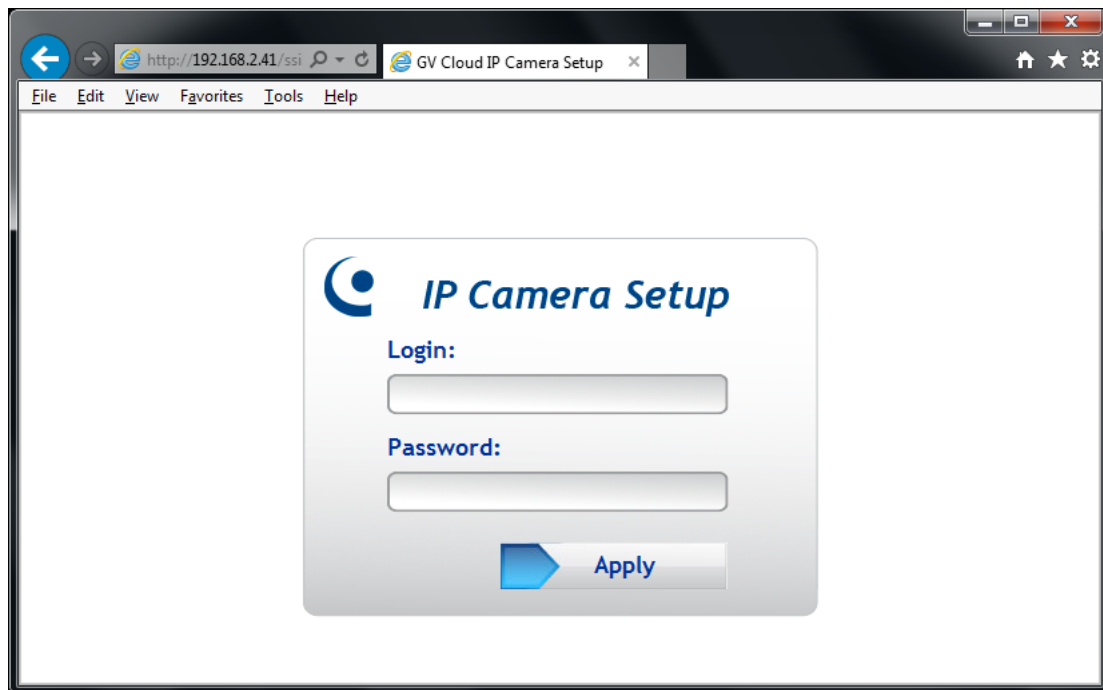 http://192.168.2.41/ssi
GV Cloud IP Camera Setup
File Edit View Favorites Tools Help
IP Camera Setup
Login:
Password:
Apply